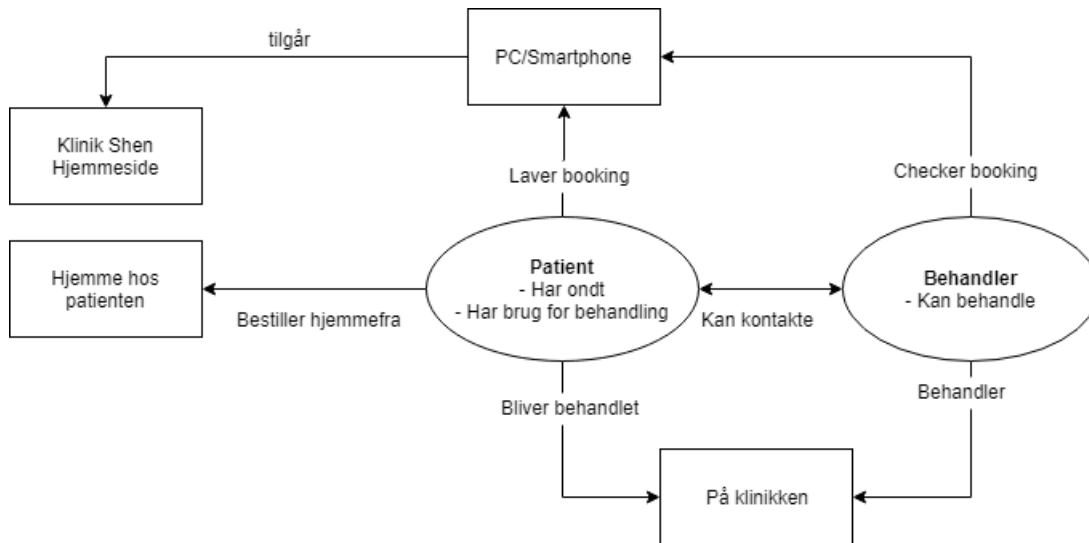 tilgår
PC/Smartphone
Klinik Shen
Hjemmeside
Laver booking
Checker booking
Hjemme hos
patienten
Patient
- Har ondt
- Har brug for behandling
Behandler
- Kan behandle
Bestiller hjemmefra
Kan kontakte
Bliver behandlet
Behandler
På klinikken